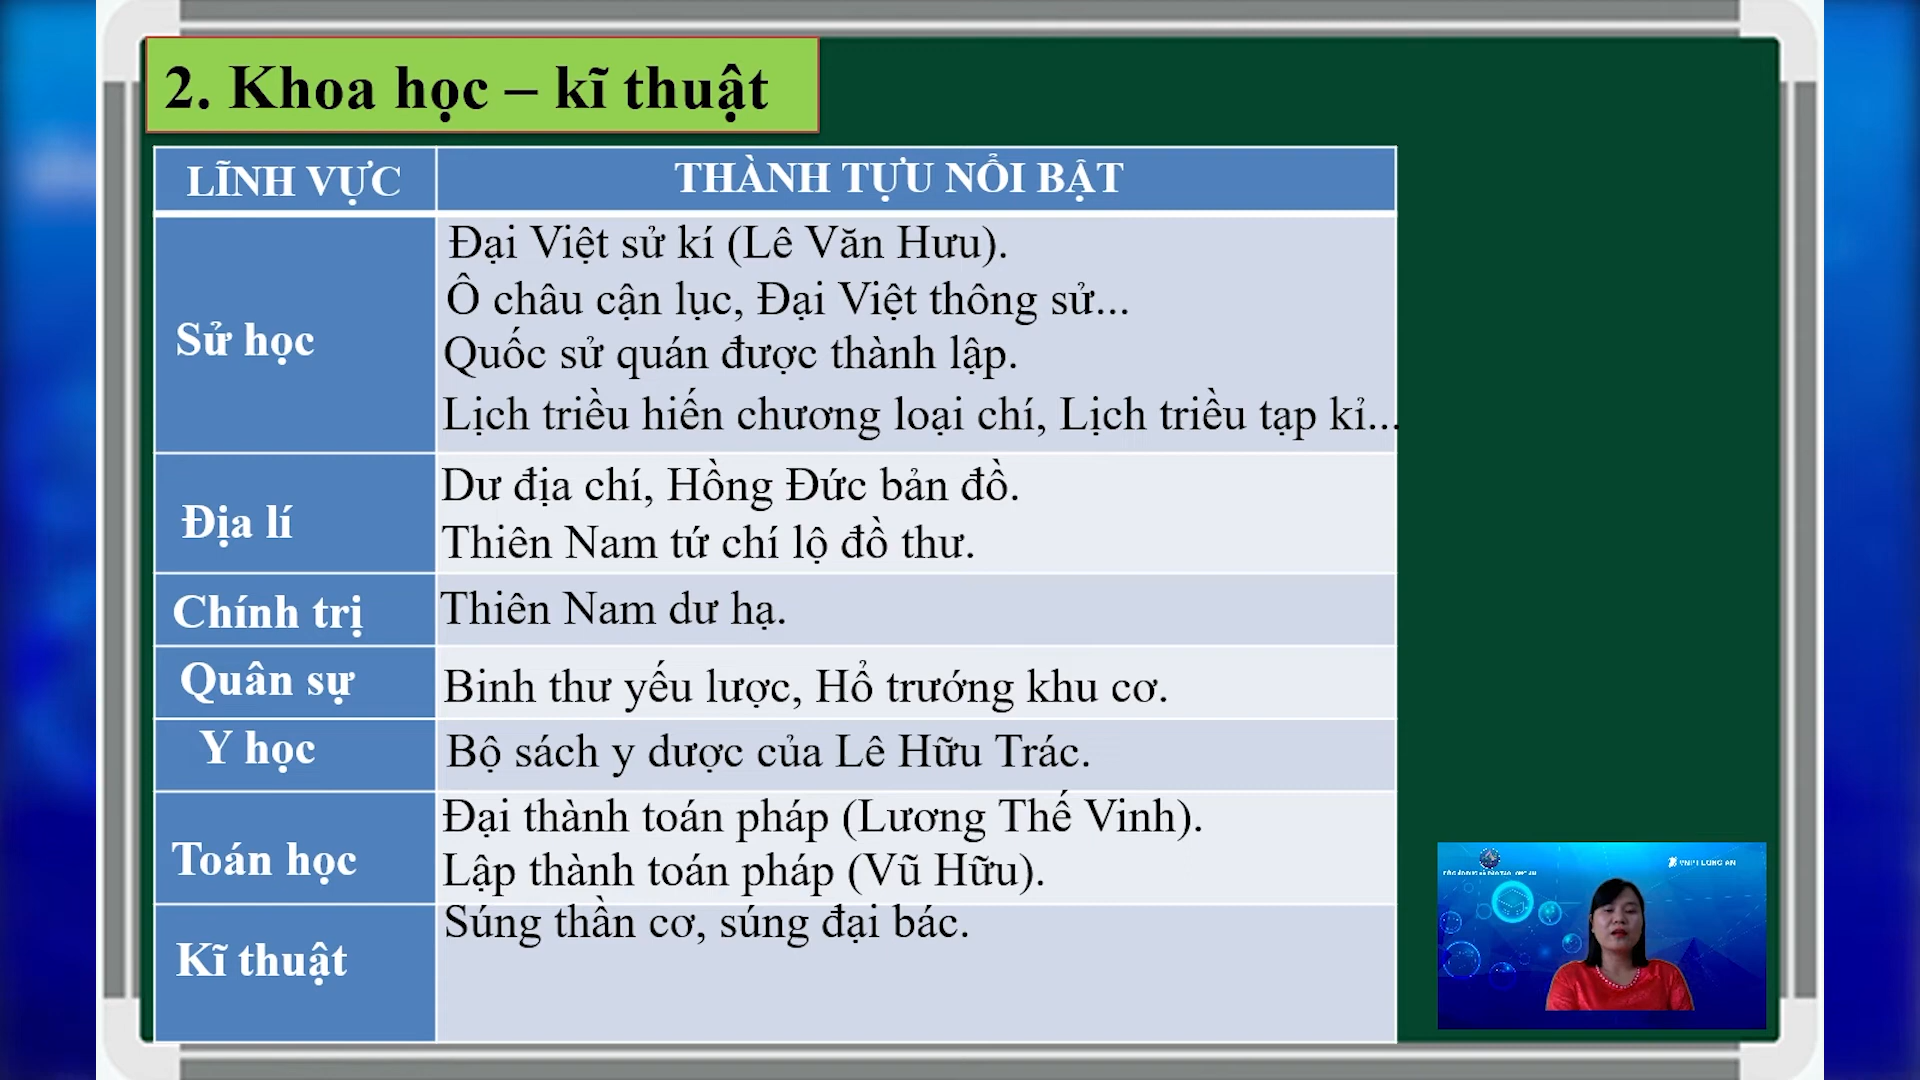 2. Khoa học – kĩ thuật
LĨNH VỰC
THÀNH TỰU NỔI BẬT
Sử học
Đại Việt sử kí (Lê Văn Hưu).
Ô châu cận lục, Đại Việt thông sử...
Quốc sử quán được thành lập.
Lịch triều hiến chương loại chí, Lịch triều tạp kỉ...
Địa lí
Dư địa chí, Hồng Đức bản đồ.
Thiên Nam tứ chí lộ đồ thư.
Chính trị
Thiên Nam dư hạ.
Quân sự
Binh thư yếu lược, Hổ trướng khu cơ.
Y học
Bộ sách y dược của Lê Hữu Trác.
Toán học
Đại thành toán pháp (Lương Thế Vinh).
Lập thành toán pháp (Vũ Hữu).
Kĩ thuật
Súng thần cơ, súng đại bác.
VNPT LONG AN